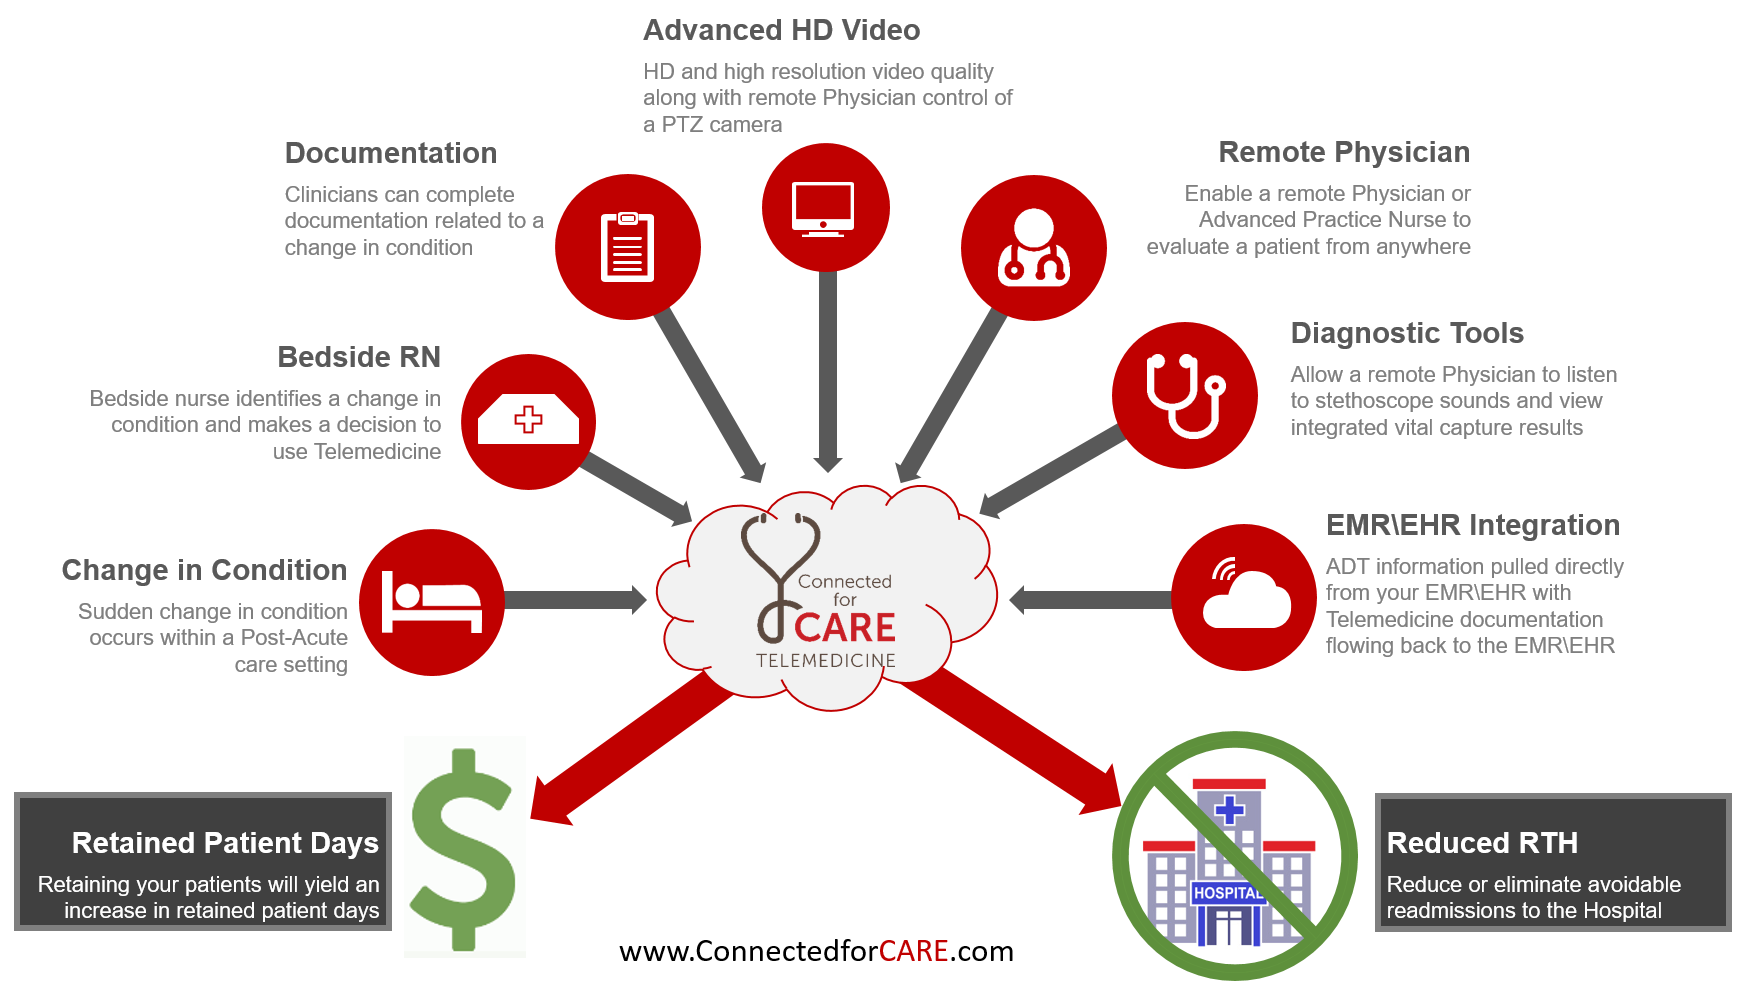 Advanced HD Video
HD and high resolution video quality
along with remote Physician control of
a PTZ camera
Documentation
Clinicians can complete
documentation related to a
change in condition
Remote Physician
Enable a remote Physician or
Advanced Practice Nurse to
evaluate a patient from anywhere
Bedside RN
Bedside nurse identifies a change in
condition and makes a decision to
use Telemedicine
Diagnostic Tools
Allow a remote Physician to listen
to stethoscope sounds and view
integrated vital capture results
Change in Condition
Sudden change in condition
occurs within a Post-Acute
care setting
Connected
for
CARE
TELEMEDICINE
EMR\EHR Integration
ADT information pulled directly
from your EMR\EHR with
Telemedicine documentation
flowing back to the EMR\EHR
Retained Patient Days
Retaining your patients will yield an
increase in retained patient days
$
HOSPITAL
Reduced RTH
Reduce or eliminate avoidable
readmissions to the Hospital
www.ConnectedforCARE.com